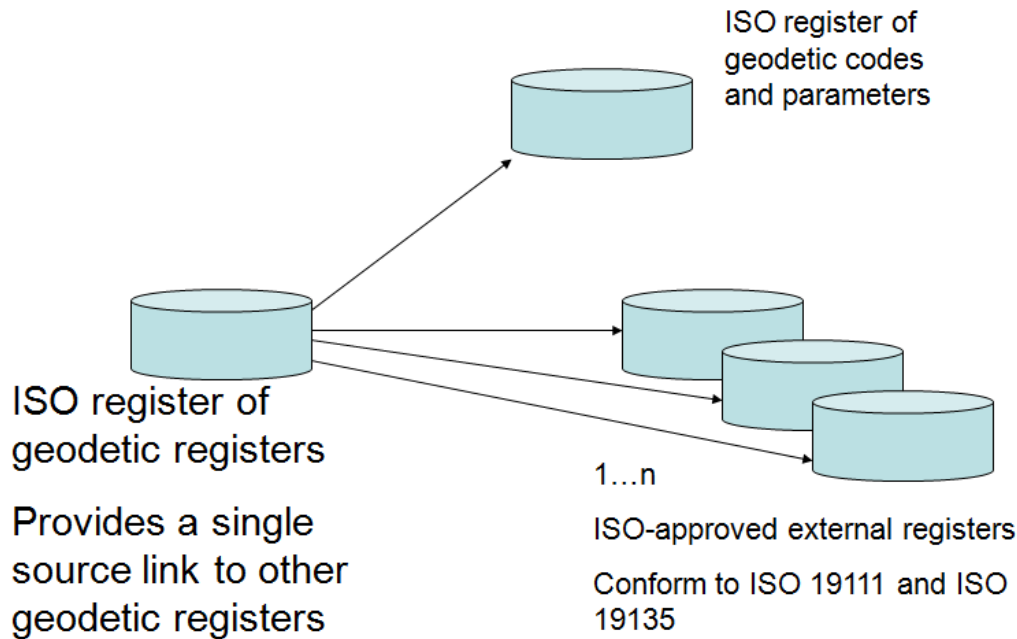 ISO register of
geodetic codes
and parameters
ISO register of
geodetic registers
Provides a single
source link to other
geodetic registers
1…n
ISO-approved external registers
Conform to ISO 19111 and ISO
19135